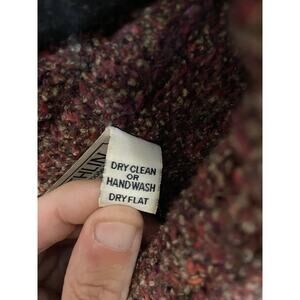 DRY CLEAN
OR
HAND WASH
DRY FLAT